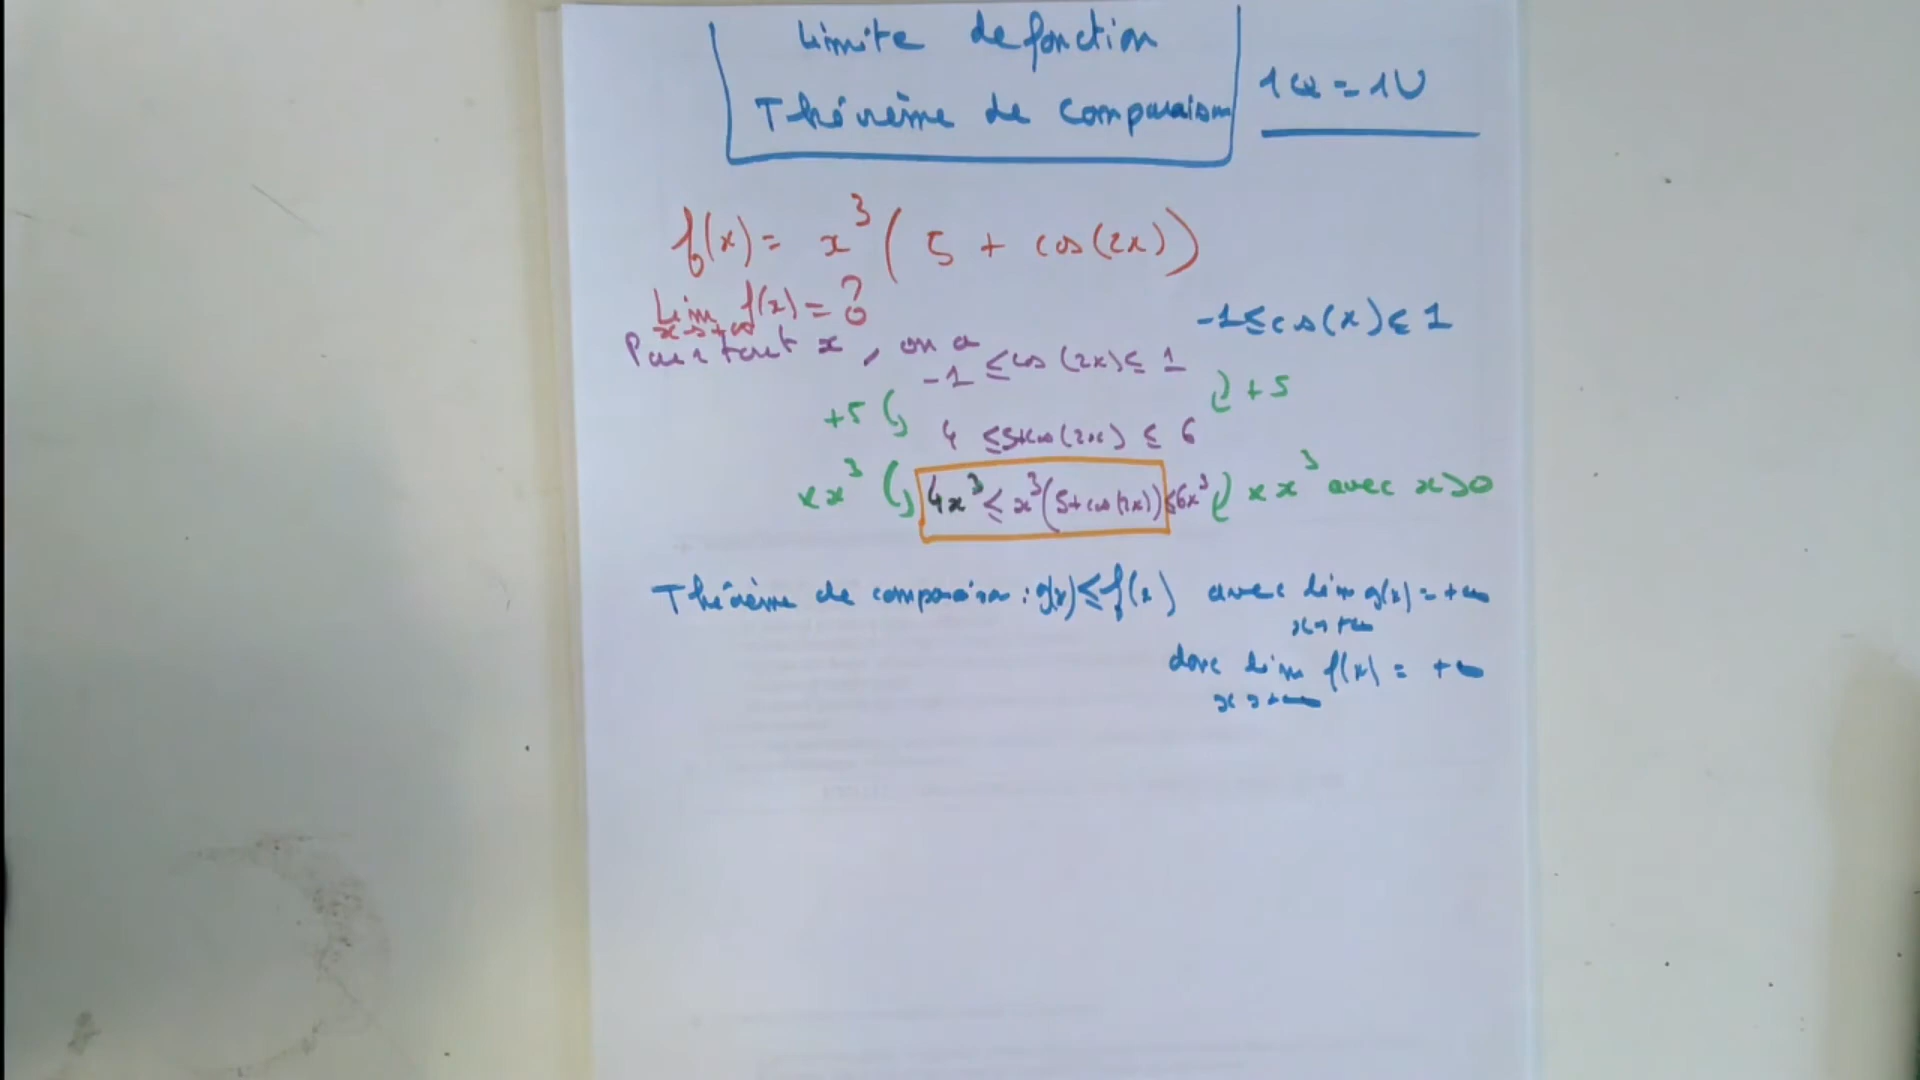 Limite de fonction
Théorème de comparaison
1Q = 1V
f(x) = x³ ( 5 + cos(2x))
Lim f(x) = ?
x→+∞
-1 ≤ cos(x) ≤ 1
Pour tout x, on a
-1 ≤ cos (2x) ≤ 1
+5 +5
4 ≤ 5+cos(2x) ≤ 6
× x³ 4x³ ≤ x³(5+cos(2x)) ≤ 6x³ × x³ avec x>0
Théorème de comparaison : g(x) ≤ f(x) avec lim g(x) = +∞
x→+∞
donc lim f(x) = +∞
x→+∞